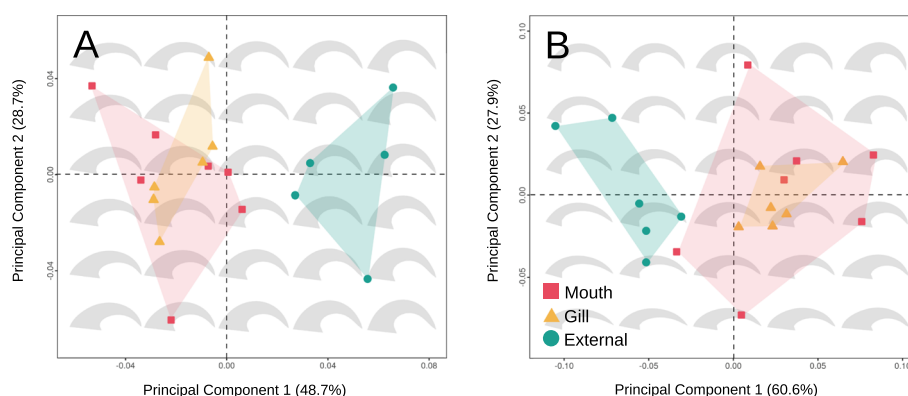 A
Principal Component 2 (28.7%)
0.04
0.00
-0.04
-0.04
0.00
0.04
0.08
Principal Component 1 (48.7%)
B
Principal Component 2 (27.9%)
0.10
0.05
0.00
-0.05
Mouth
Gill
External
-0.10
-0.05
0.00
0.05
0.10
Principal Component 1 (60.6%)